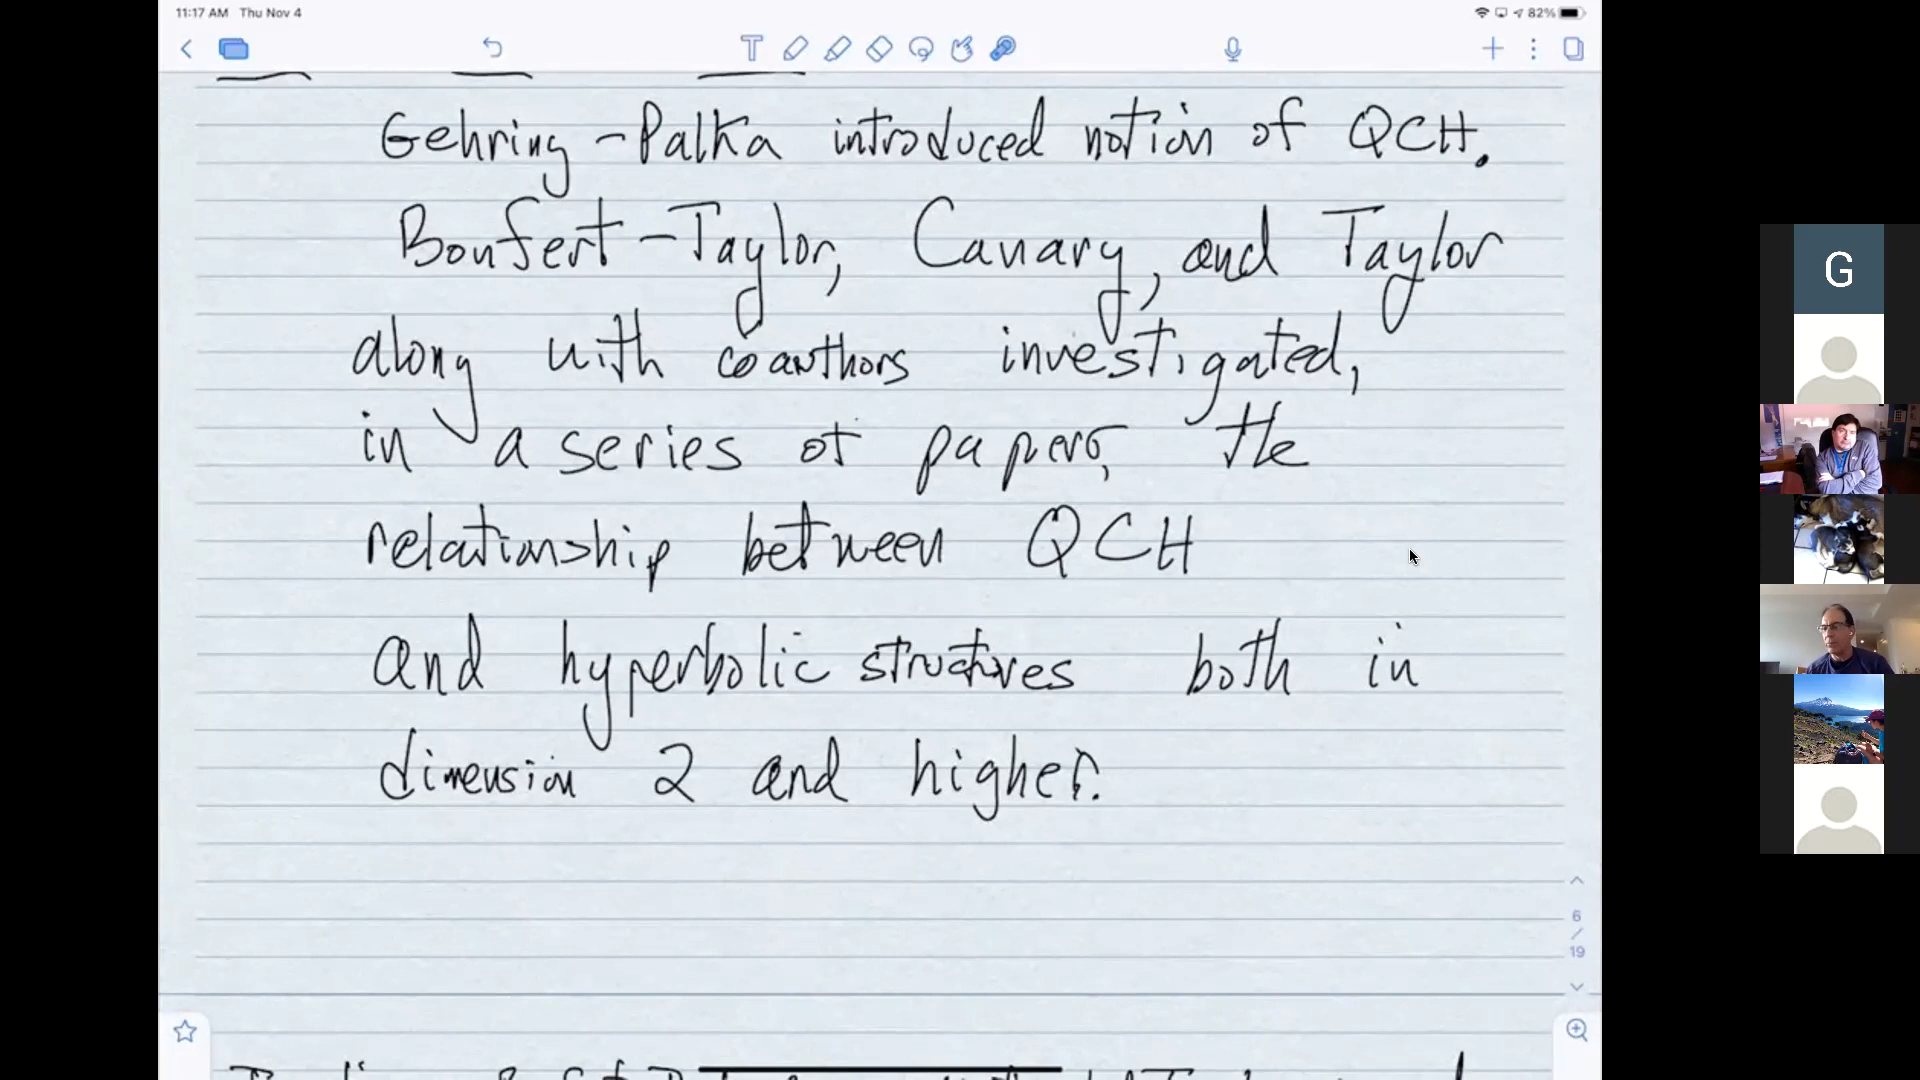 11:17 AM Thu Nov 4
82%
Gehring-Palka introduced notion of QCH.
Bonfert-Taylor, Canary, and Taylor
along with coauthors investigated,
in a series of papers, the
relationship between QCH
and hyperbolic structures both in
dimension 2 and higher.
6
/
19
G